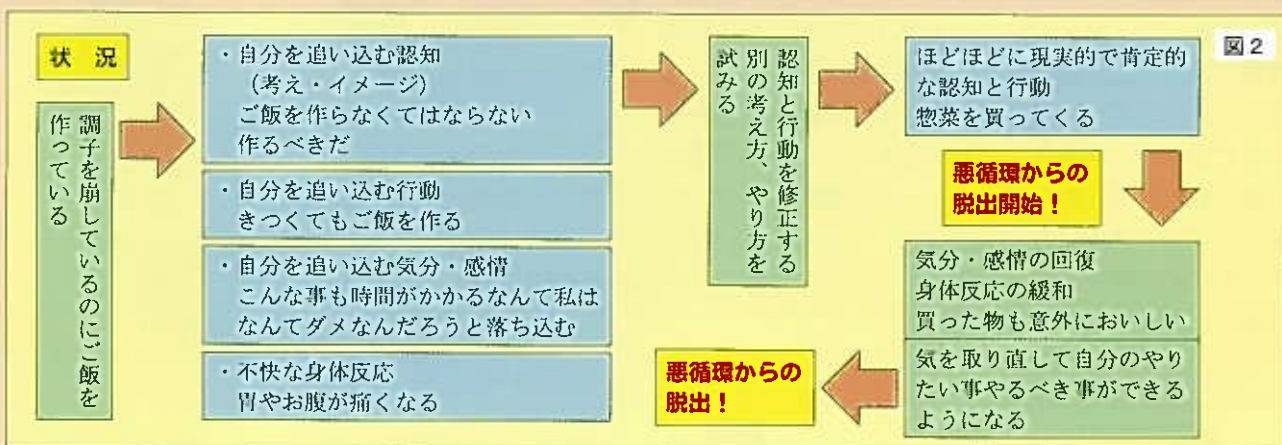 図2
状 況
調子を崩しているのにご飯を
作っている
・自分を追い込む認知
(考え・イメージ)
ご飯を作らなくてはならない
作るべきだ
・自分を追い込む行動
きつくてもご飯を作る
・自分を追い込む気分・感情
こんな事も時間がかかるなんて私は
なんてダメなんだろうと落ち込む
・不快な身体反応
胃やお腹が痛くなる
認知と行動を修正する
別の考え方、やり方を
試みる
ほどほどに現実的で肯定的
な認知と行動
惣菜を買ってくる
悪循環からの
脱出開始!
気分・感情の回復
身体反応の緩和
買った物も意外においしい
気を取り直して自分のやり
たい事やるべき事ができる
ようになる
悪循環からの
脱出!